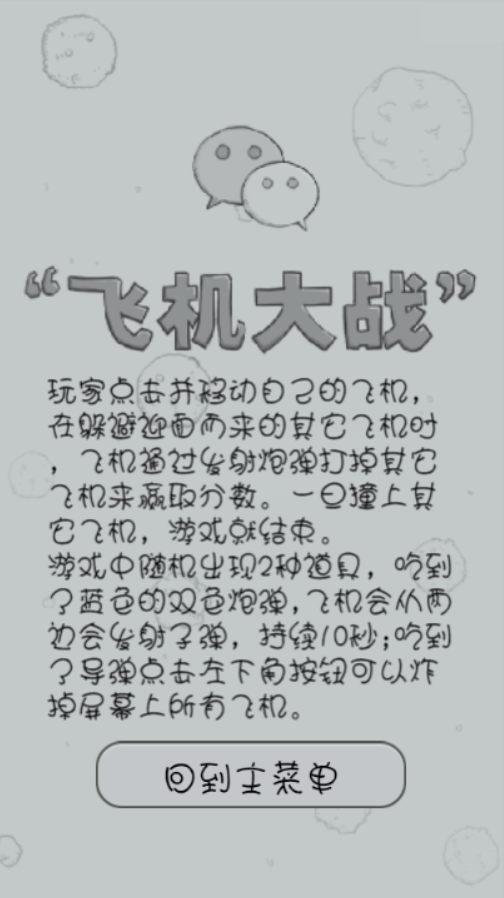 “飞机大战”
玩家点击并移动自己的飞机，
在躲避迎面而来的其它飞机时
，飞机通过发射炮弹打掉其它
飞机来赢取分数。一旦撞上其
它飞机，游戏就结束。
游戏中随机出现2种道具，吃到
了蓝色的双色炮弹，飞机会从两
边会发射子弹，持续10秒；吃到
了导弹点击左下角按钮可以炸
掉屏幕上所有飞机。
回到主菜单